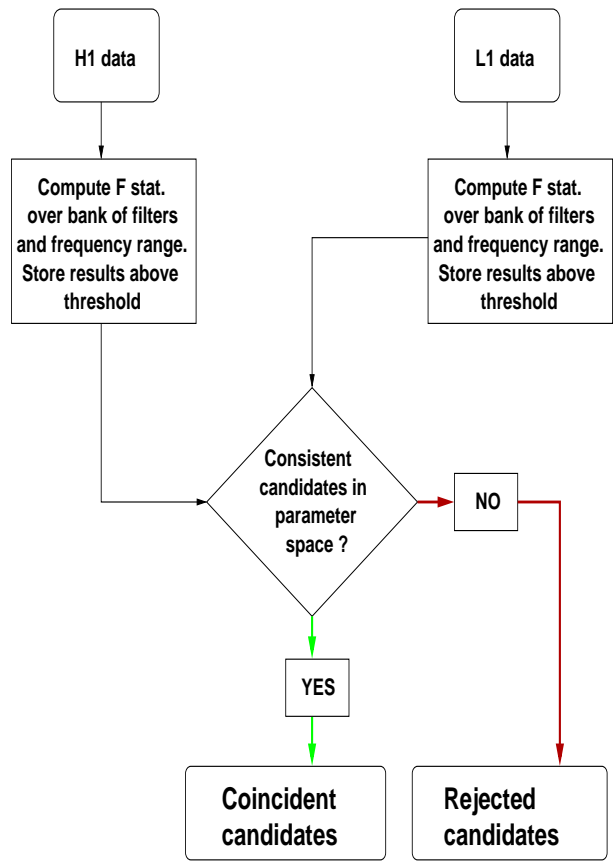 H1 data
L1 data
Compute F stat.
over bank of filters
and frequency range.
Store results above
threshold
Compute F stat.
over bank of filters
and frequency range.
Store results above
threshold
Consistent
candidates in
parameter
space ?
NO
YES
Coincident
candidates
Rejected
candidates